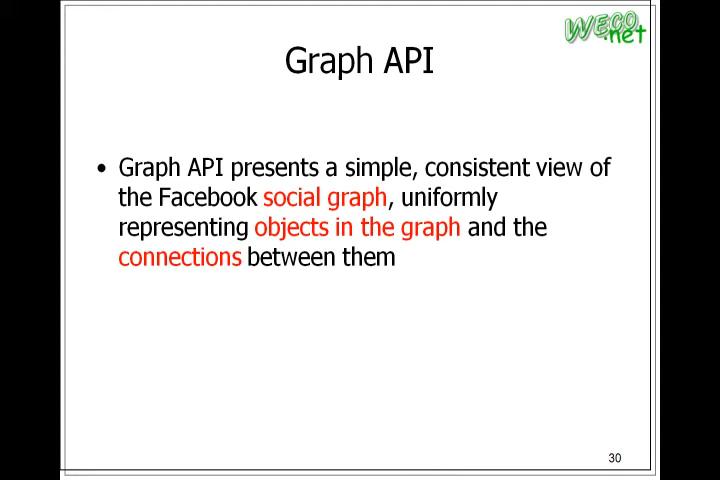 WECO
.net
Graph API
• Graph API presents a simple, consistent view of
the Facebook social graph, uniformly
representing objects in the graph and the
connections between them
30